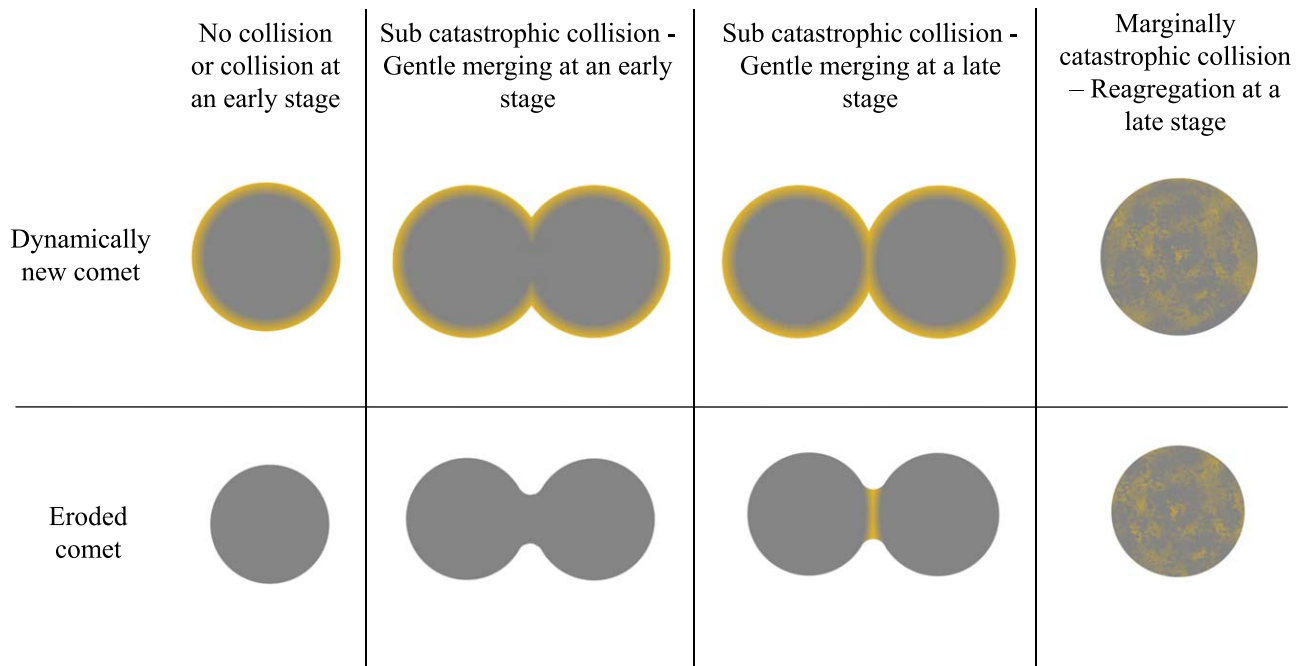 No collision
or collision at
an early stage
Sub catastrophic collision -
Gentle merging at an early
stage
Sub catastrophic collision -
Gentle merging at a late
stage
Marginally
catastrophic collision
– Reagregation at a
late stage
Dynamically
new comet
Eroded
comet